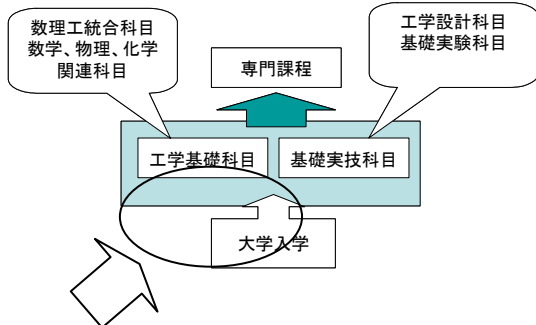 数理工統合科目
数学、物理、化学
関連科目
工学設計科目
基礎実験科目
専門課程
工学基礎科目
基礎実技科目
大学入学